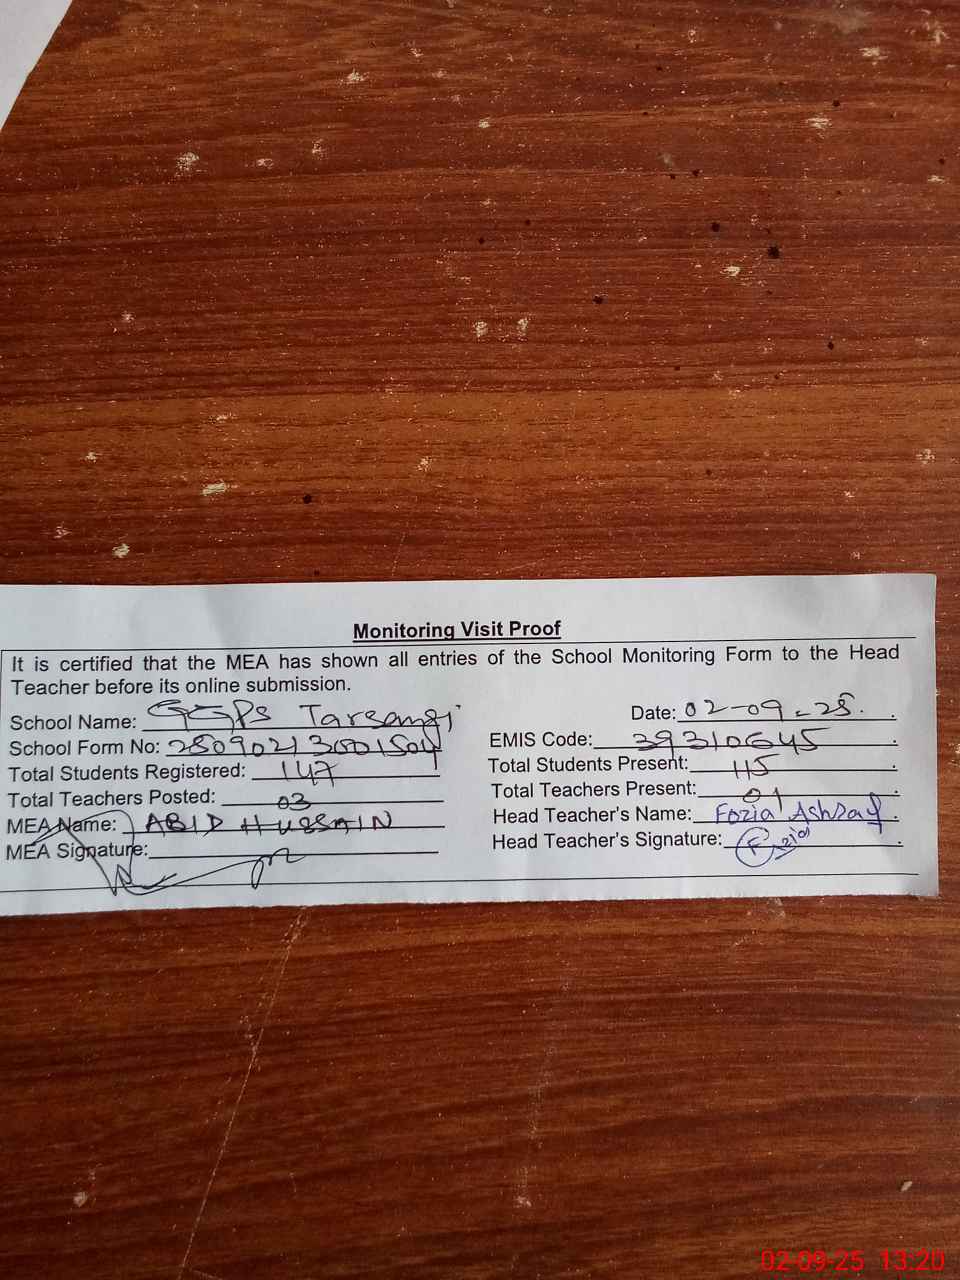 Monitoring Visit Proof
It is certified that the MEA has shown all entries of the School Monitoring Form to the Head
Teacher before its online submission.
School Name: GGPS Tarsangi Date: 02-09-25.
School Form No: 25090213001504 EMIS Code: 39310645
Total Students Registered: 147 Total Students Present: 115
Total Teachers Posted: 03 Total Teachers Present: 01
MEA Name: ABID HUSSAIN Head Teacher's Name: Fozia Ashraf
MEA Signature: Head Teacher's Signature: Fozia
02-09-25 13:20